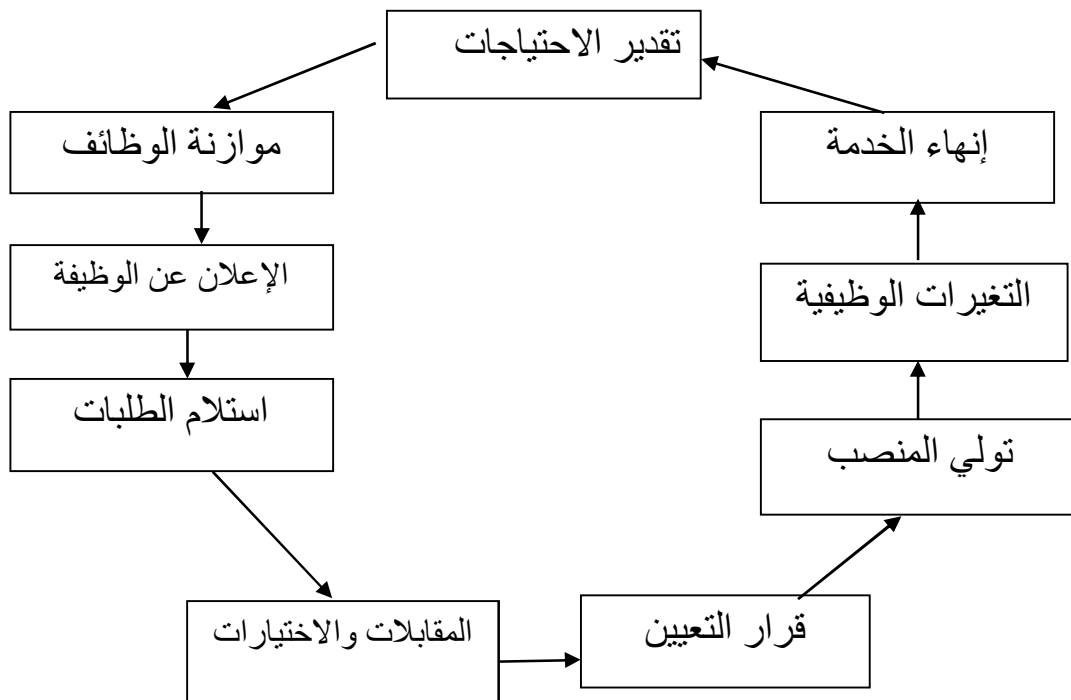 تقدير الاحتياجات
موازنة الوظائف
الإعلان عن الوظيفة
استلام الطلبات
المقابلات والاختيارات
قرار التعيين
تولي المنصب
التغيرات الوظيفية
إنهاء الخدمة